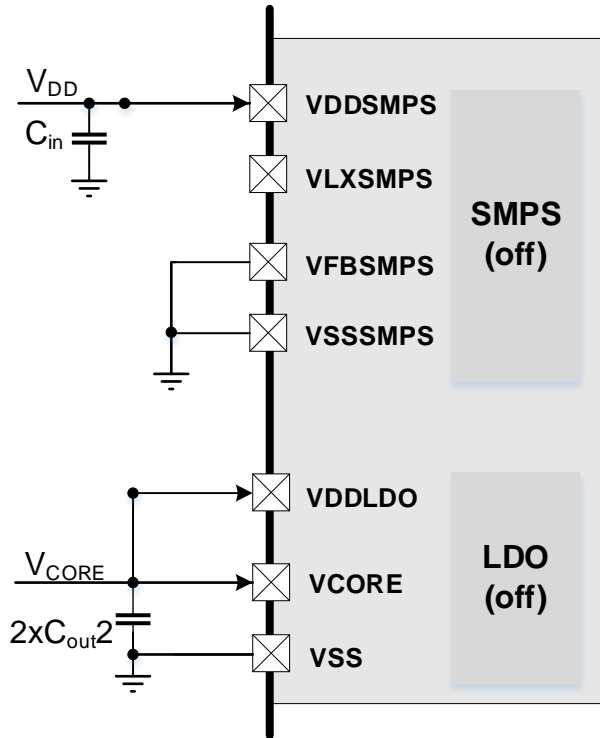 VDD
Cin
VDDSMPS
VLXSMPS
VFBSMPS
VSSSMPS
SMPS
(off)
VDDLDO
VCORE
2xCout2
VCORE
VSS
LDO
(off)